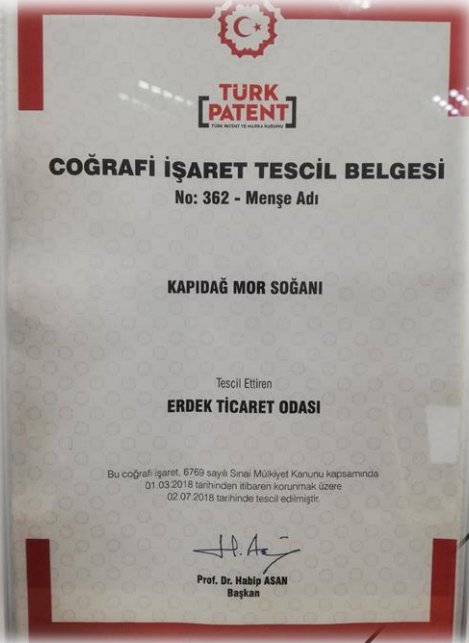 TÜRK
PATENT
TÜRK PATENT VE MARKA KURUMU
COĞRAFİ İŞARET TESCİL BELGESİ
No: 362 - Menşe Adı
KAPIDAĞ MOR SOĞANI
Tescil Ettiren
ERDEK TİCARET ODASI
Bu coğrafi işaret, 6769 sayılı Sınai Mülkiyet Kanunu kapsamında
01.03.2018 tarihinden itibaren korunmak üzere
02.07.2018 tarihinde tescil edilmiştir.
Prof. Dr. Habip ASAN
Başkan